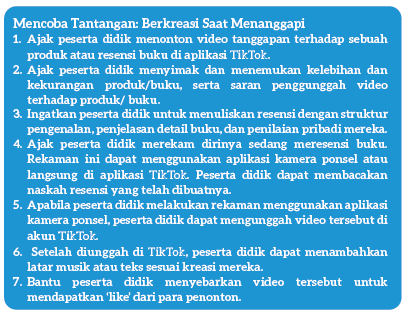 Mencoba Tantangan: Berkreasi Saat Menanggapi
1. Ajak peserta didik menonton video tanggapan terhadap sebuah
produk atau resensi buku di aplikasi TikTok.
2. Ajak peserta didik menyimak dan menemukan kelebihan dan
kekurangan produk/buku, serta saran penggunggah video
terhadap produk/ buku.
3. Ingatkan peserta didik untuk menuliskan resensi dengan struktur
pengenalan, penjelasan detail buku, dan penilaian pribadi mereka.
4. Ajak peserta didik merekam dirinya sedang meresensi buku.
Rekaman ini dapat menggunakan aplikasi kamera ponsel atau
langsung di aplikasi TikTok. Peserta didik dapat membacakan
naskah resensi yang telah dibuatnya.
5. Apabila peserta didik melakukan rekaman menggunakan aplikasi
kamera ponsel, peserta didik dapat mengunggah video tersebut di
akun TikTok.
6. Setelah diunggah di TikTok, peserta didik dapat menambahkan
latar musik atau teks sesuai kreasi mereka.
7. Bantu peserta didik menyebarkan video tersebut untuk
mendapatkan 'like' dari para penonton.